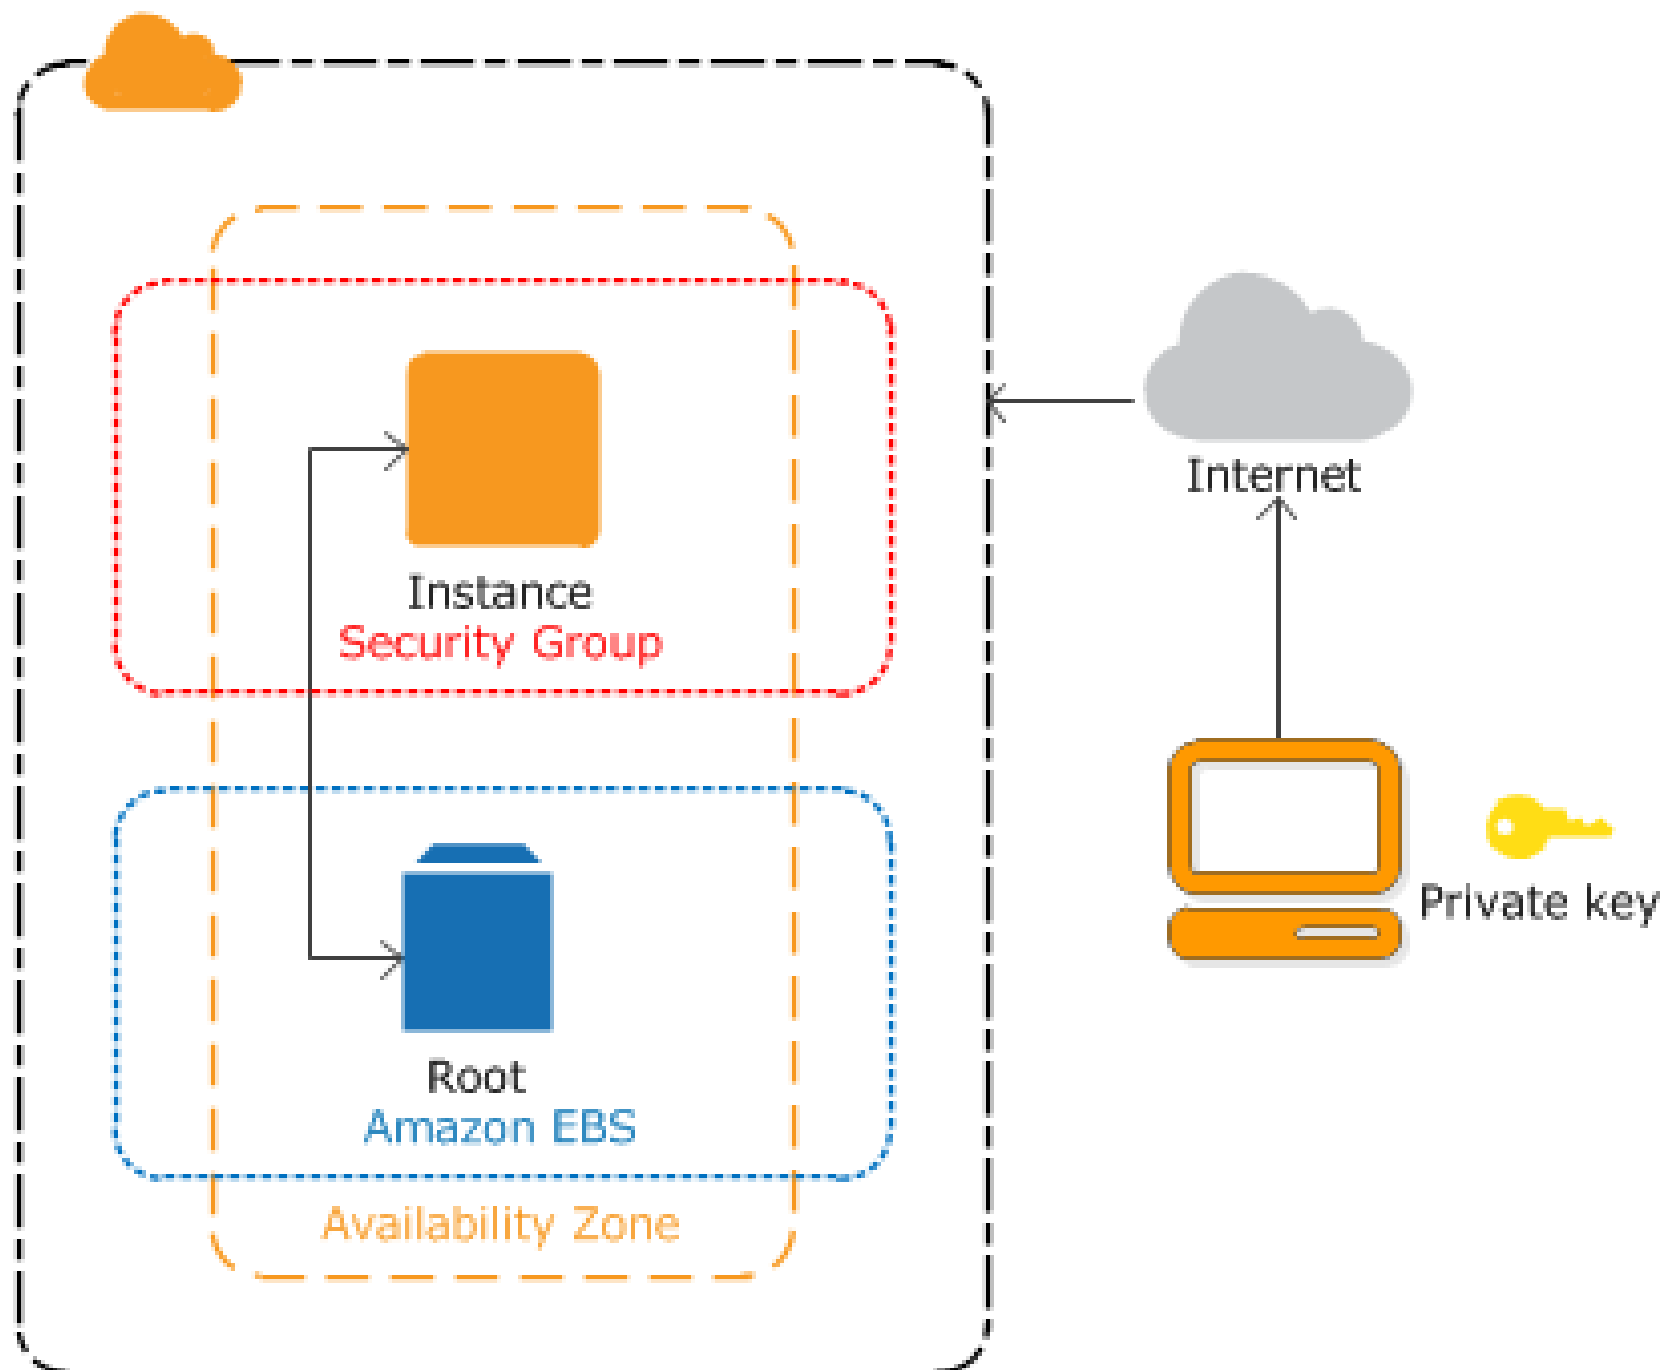 Instance
Security Group
Root
Amazon EBS
Availability Zone
Internet
Private key